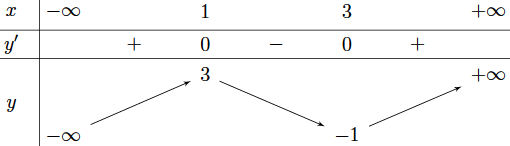 x −∞ 1 3 +∞
y′ + 0 − 0 +
3 +∞
y
−∞ −1